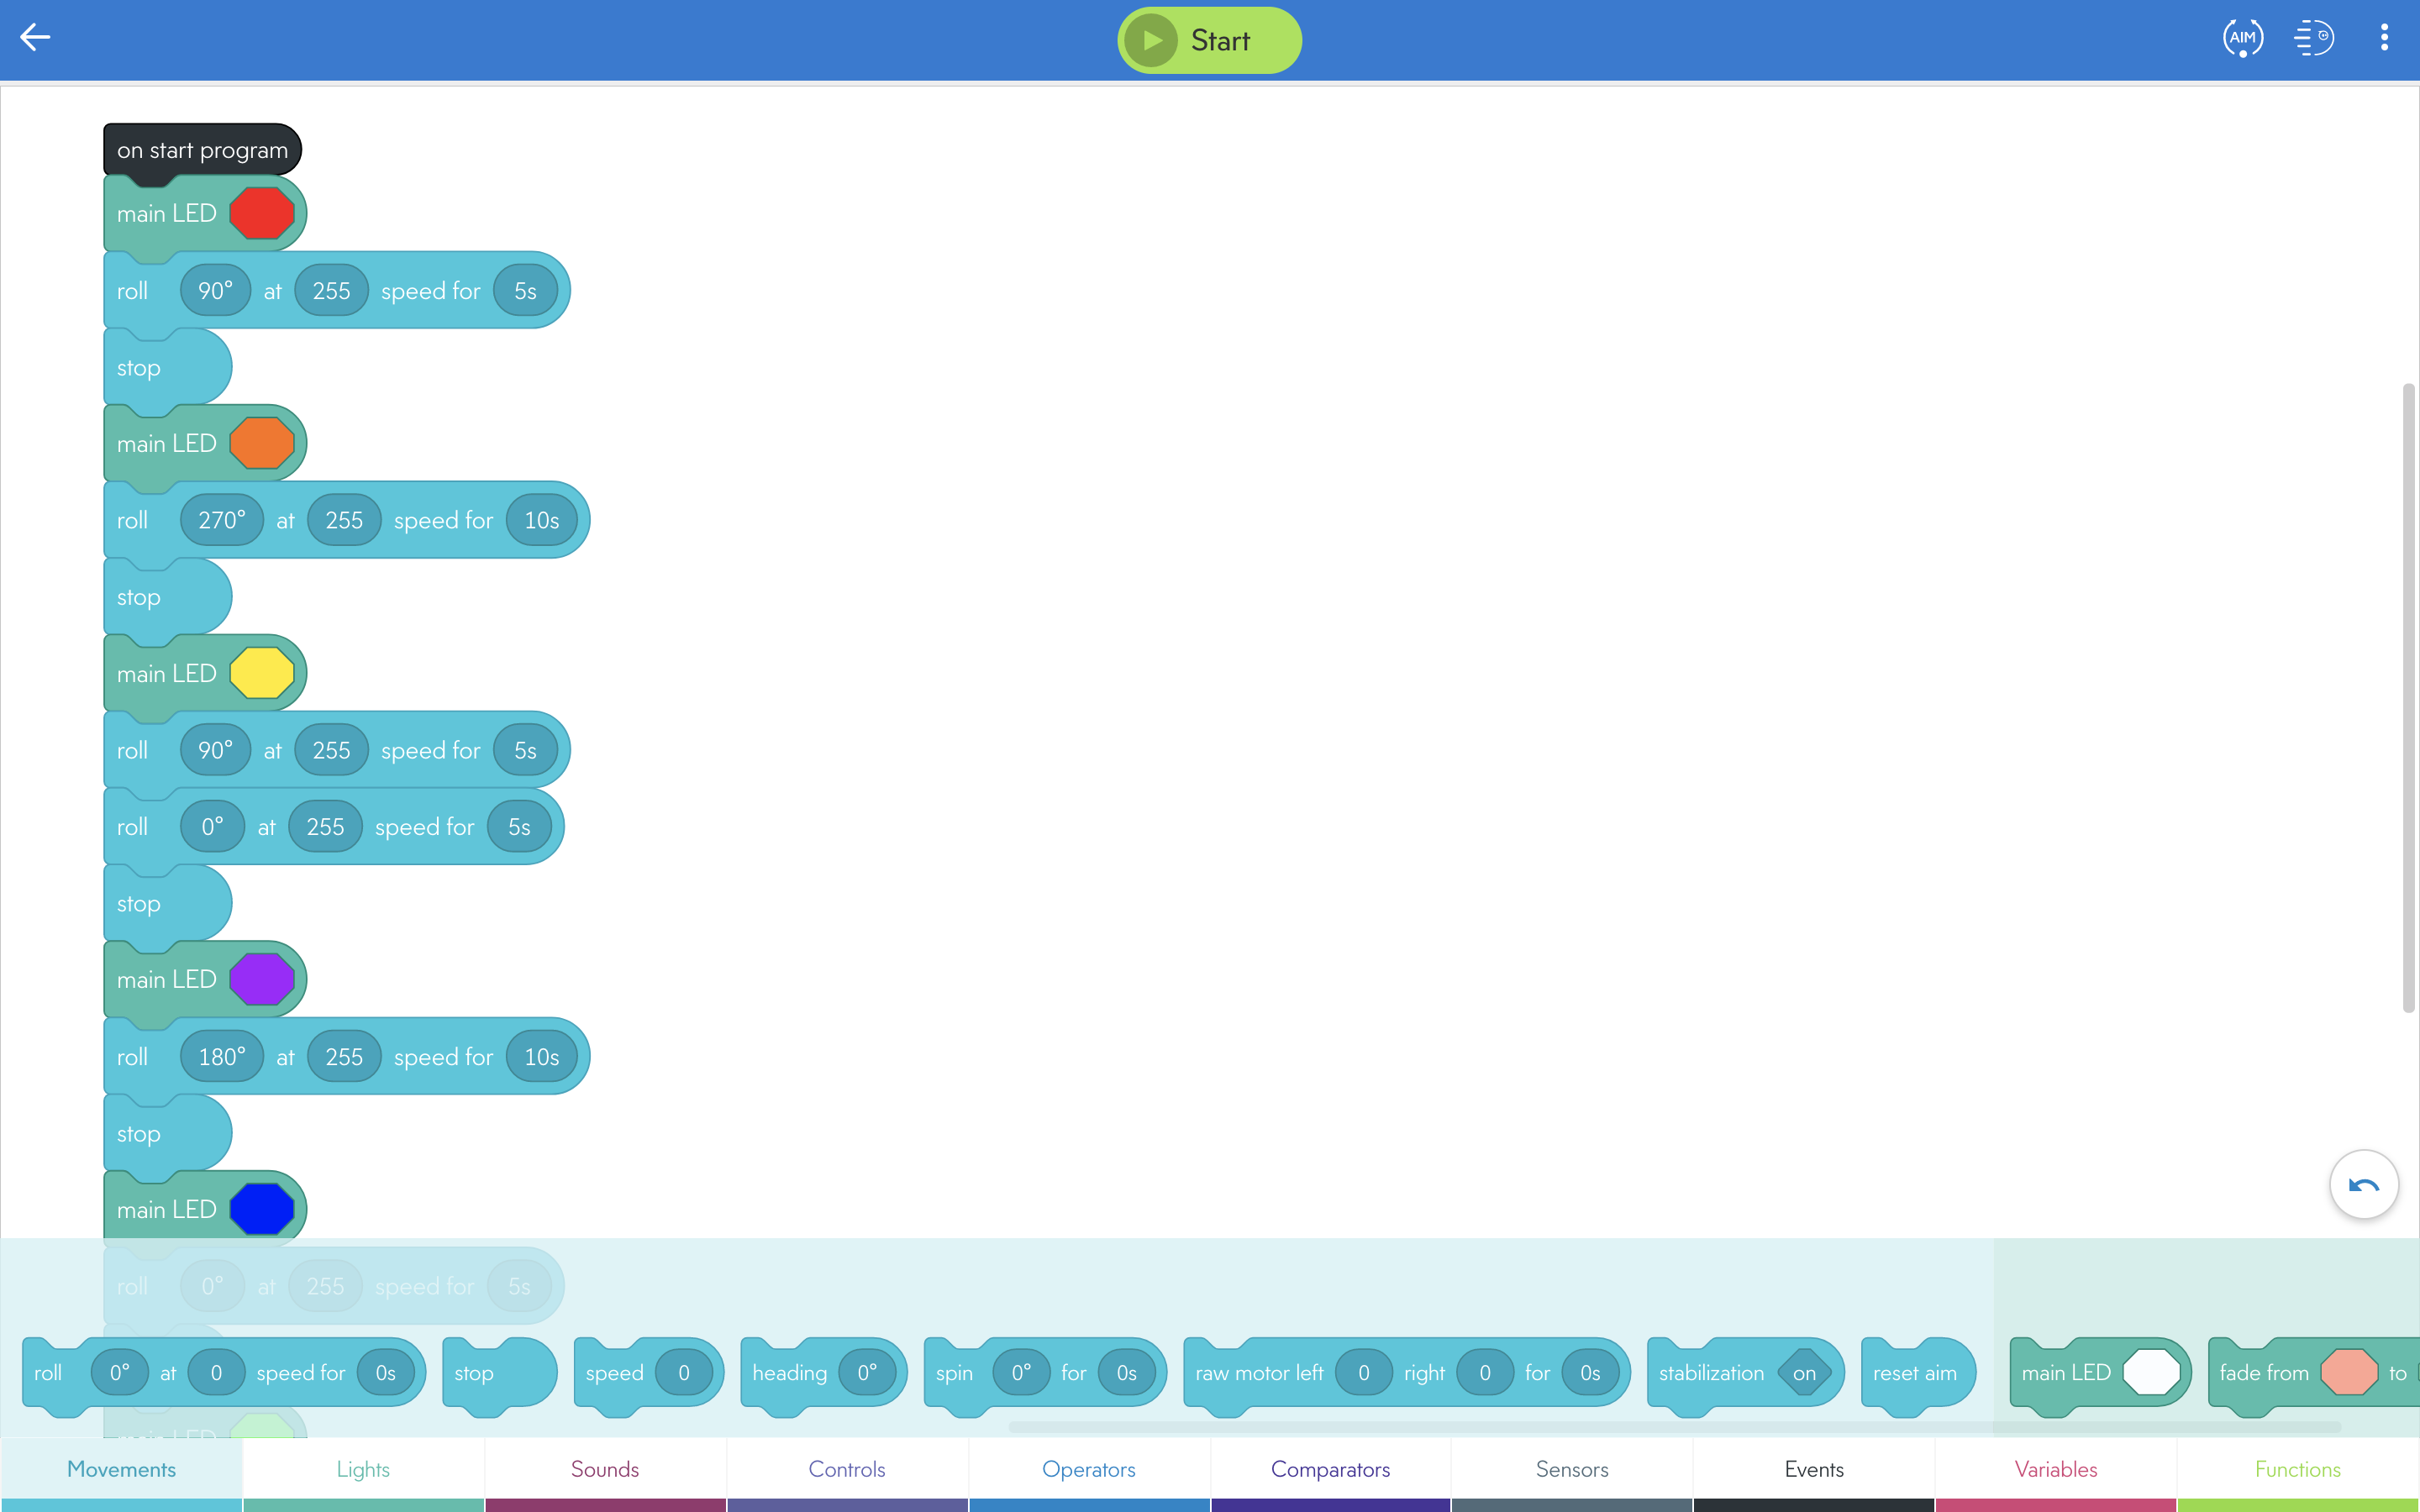 Start
AIM
on start program
main LED
roll 90° at 255 speed for 5s
stop
main LED
roll 270° at 255 speed for 10s
stop
main LED
roll 90° at 255 speed for 5s
roll 0° at 255 speed for 5s
stop
main LED
roll 180° at 255 speed for 10s
stop
main LED
roll 0° at 255 speed for 5s
roll 0° at 0 speed for 0s stop speed 0 heading 0° spin 0° for 0s raw motor left 0 right 0 for 0s stabilization on reset aim main LED fade from to
main LED
Movements Lights Sounds Controls Operators Comparators Sensors Events Variables Functions